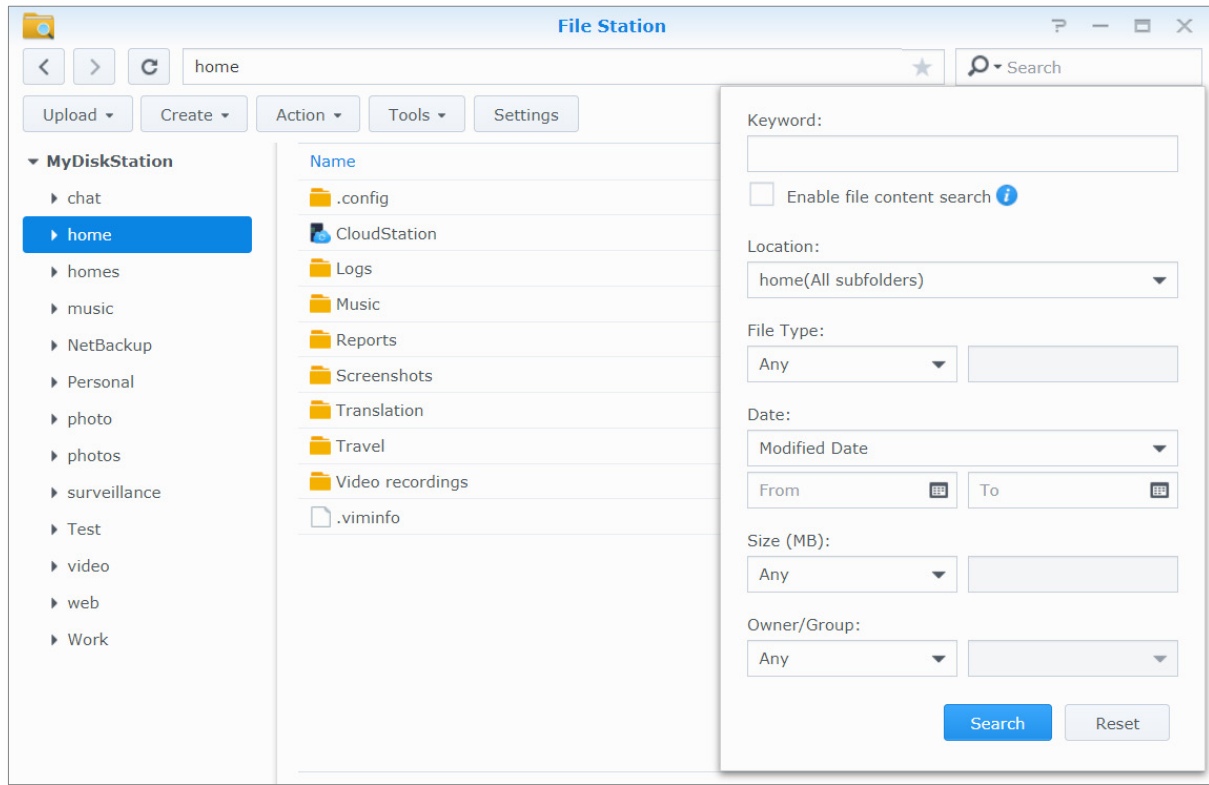 File Station
home
Search
Upload
Create
Action
Tools
Settings
MyDiskStation
chat
home
homes
music
NetBackup
Personal
photo
photos
surveillance
Test
video
web
Work
Name
.config
CloudStation
Logs
Music
Reports
Screenshots
Translation
Travel
Video recordings
.viminfo
Keyword:
Enable file content search
Location:
home(All subfolders)
File Type:
Any
Date:
Modified Date
From
To
Size (MB):
Any
Owner/Group:
Any
Search
Reset